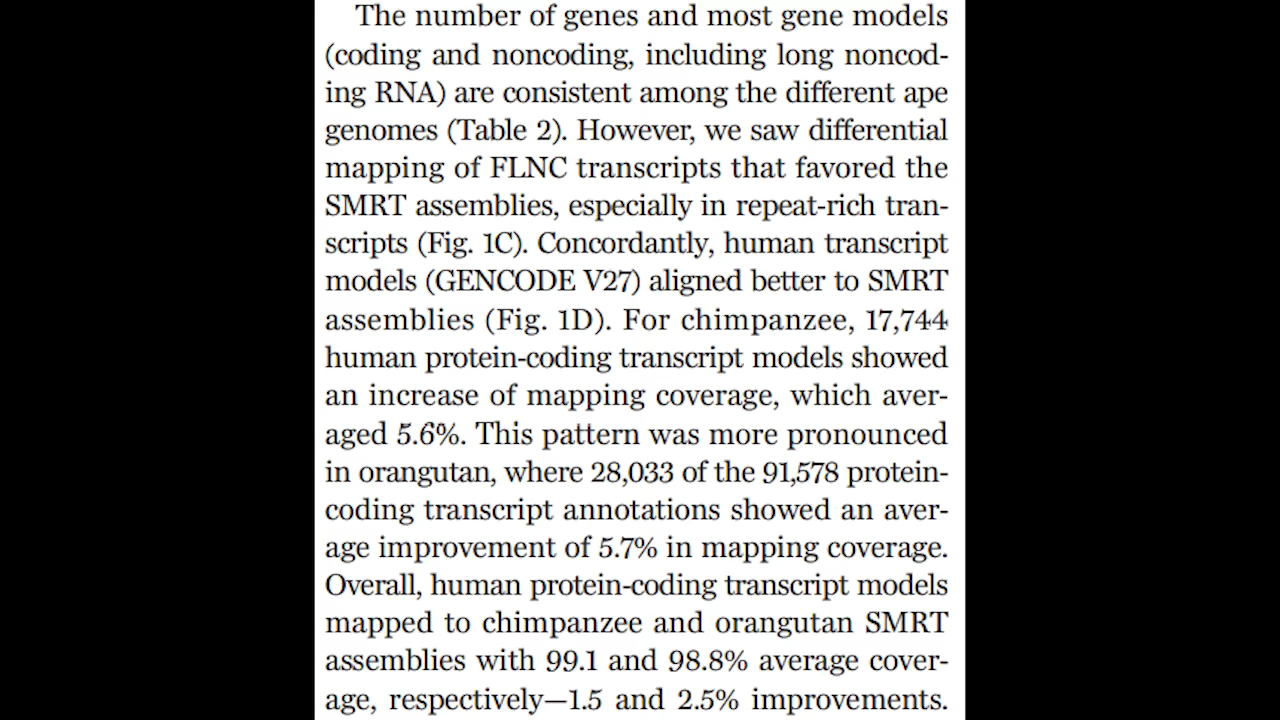 The number of genes and most gene models
(coding and noncoding, including long noncod-
ing RNA) are consistent among the different ape
genomes (Table 2). However, we saw differential
mapping of FLNC transcripts that favored the
SMRT assemblies, especially in repeat-rich tran-
scripts (Fig. 1C). Concordantly, human transcript
models (GENCODE V27) aligned better to SMRT
assemblies (Fig. 1D). For chimpanzee, 17,744
human protein-coding transcript models showed
an increase of mapping coverage, which aver-
aged 5.6%. This pattern was more pronounced
in orangutan, where 28,033 of the 91,578 protein-
coding transcript annotations showed an aver-
age improvement of 5.7% in mapping coverage.
Overall, human protein-coding transcript models
mapped to chimpanzee and orangutan SMRT
assemblies with 99.1 and 98.8% average cover-
age, respectively—1.5 and 2.5% improvements.